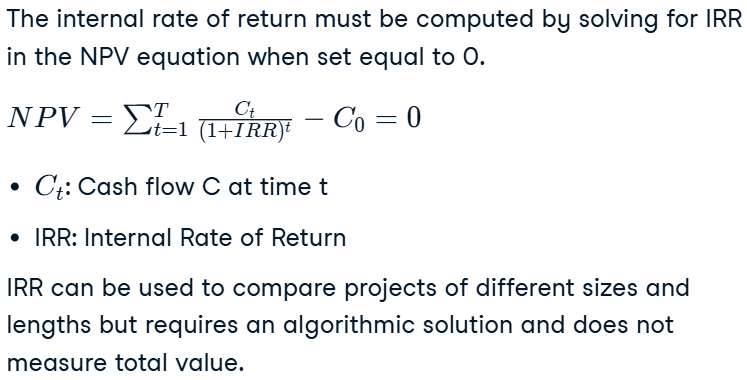 The internal rate of return must be computed by solving for IRR
in the NPV equation when set equal to 0.
$NPV = \sum_{t=1}^{T} \frac{C_t}{(1+IRR)^t} - C_0 = 0$
• $C_t$: Cash flow C at time t
• IRR: Internal Rate of Return
IRR can be used to compare projects of different sizes and
lengths but requires an algorithmic solution and does not
measure total value.